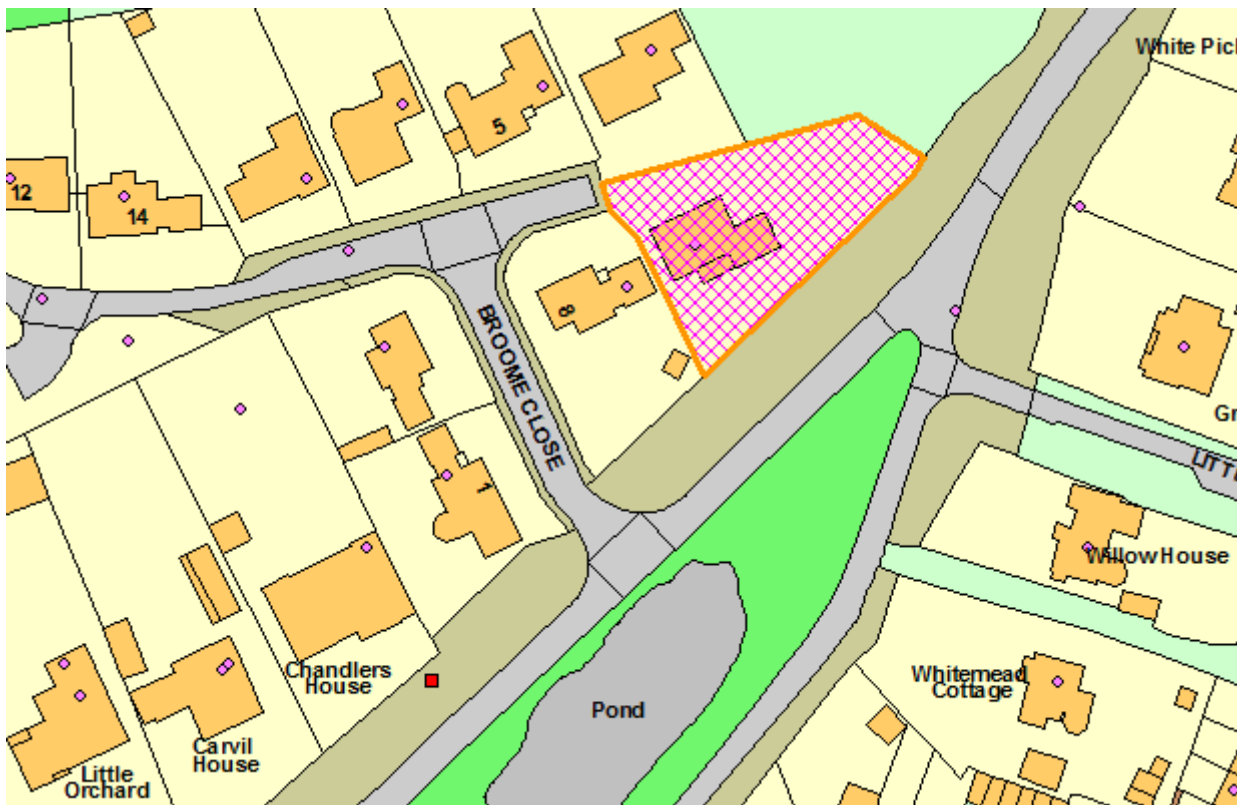 White Pick
5
12
14
8
BROOME CLOSE
Gr
LITT
1
Willow House
Chandlers
House
Whitemead
Cottage
Pond
Carvil
House
Little
Orchard